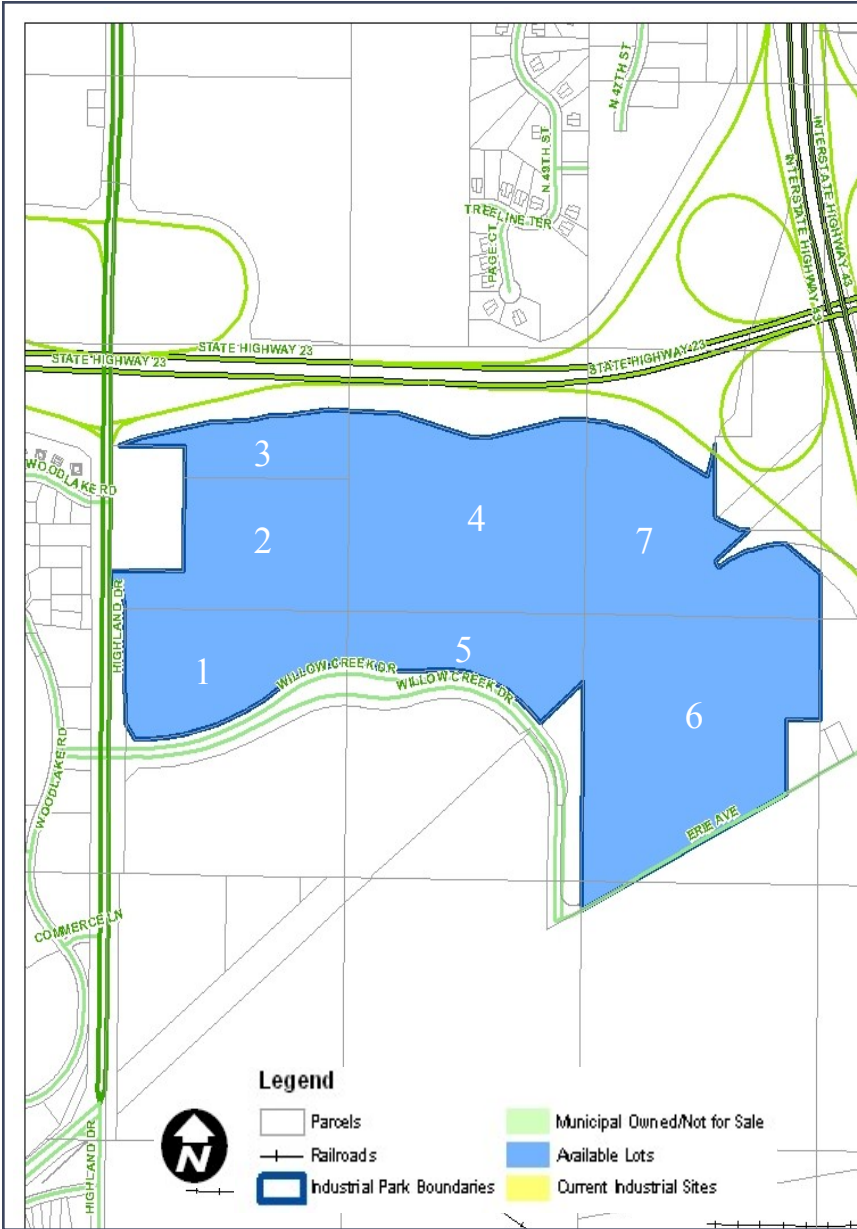 N 47TH ST
N 49TH ST
TREELINE TER
PAGE CT
INTERSTATE HIGHWAY 43
INTERSTATE HIGHWAY 43
STATE HIGHWAY 23
STATE HIGHWAY 23
STATE HIGHWAY 23
WOODLAKE RD
3
2
4
7
HIGHLAND DR
1
WILLOW CREEK DR
5
WILLOW CREEK DR
6
WOODLAKE RD
ERIE AVE
COMMERCE LN
HIGHLAND DR
N
Legend
Parcels
Railroads
Industrial Park Boundaries
Municipal Owned/Not for Sale
Available Lots
Current Industrial Sites